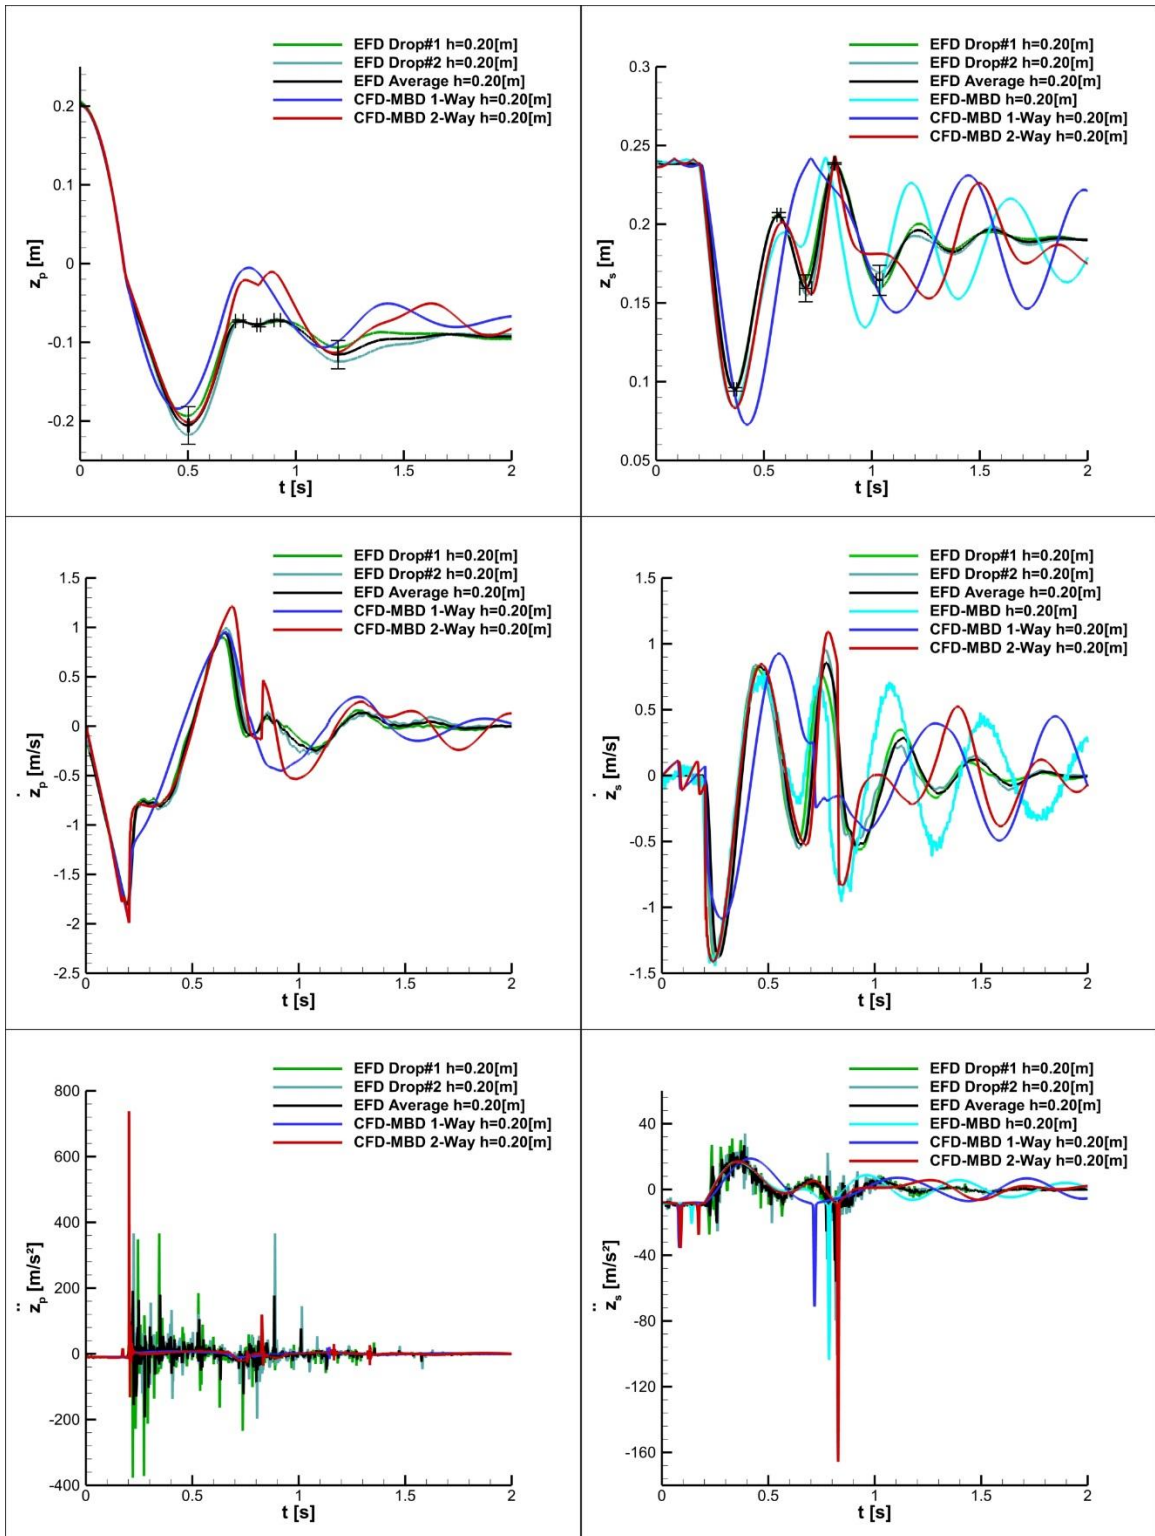 EFD Drop#1 h=0.20[m]
EFD Drop#2 h=0.20[m]
EFD Average h=0.20[m]
CFD-MBD 1-Way h=0.20[m]
CFD-MBD 2-Way h=0.20[m]
0.2
0.1
0
-0.1
-0.2
zp [m]
0
0.5
1
1.5
2
t [s]
EFD Drop#1 h=0.20[m]
EFD Drop#2 h=0.20[m]
EFD Average h=0.20[m]
EFD-MBD h=0.20[m]
CFD-MBD 1-Way h=0.20[m]
CFD-MBD 2-Way h=0.20[m]
0.3
0.25
0.2
0.15
0.1
0.05
zs [m]
0
0.5
1
1.5
2
t [s]
EFD Drop#1 h=0.20[m]
EFD Drop#2 h=0.20[m]
EFD Average h=0.20[m]
CFD-MBD 1-Way h=0.20[m]
CFD-MBD 2-Way h=0.20[m]
1.5
1
0.5
0
-0.5
-1
-1.5
-2
-2.5
żp [m/s]
0
0.5
1
1.5
2
t [s]
EFD Drop#1 h=0.20[m]
EFD Drop#2 h=0.20[m]
EFD Average h=0.20[m]
EFD-MBD h=0.20[m]
CFD-MBD 1-Way h=0.20[m]
CFD-MBD 2-Way h=0.20[m]
1.5
1
0.5
0
-0.5
-1
-1.5
żs [m/s]
0
0.5
1
1.5
2
t [s]
EFD Drop#1 h=0.20[m]
EFD Drop#2 h=0.20[m]
EFD Average h=0.20[m]
CFD-MBD 1-Way h=0.20[m]
CFD-MBD 2-Way h=0.20[m]
800
600
400
200
0
-200
-400
z̈p [m/s²]
0
0.5
1
1.5
2
t [s]
EFD Drop#1 h=0.20[m]
EFD Drop#2 h=0.20[m]
EFD Average h=0.20[m]
EFD-MBD h=0.20[m]
CFD-MBD 1-Way h=0.20[m]
CFD-MBD 2-Way h=0.20[m]
40
0
-40
-80
-120
-160
z̈s [m/s²]
0
0.5
1
1.5
2
t [s]